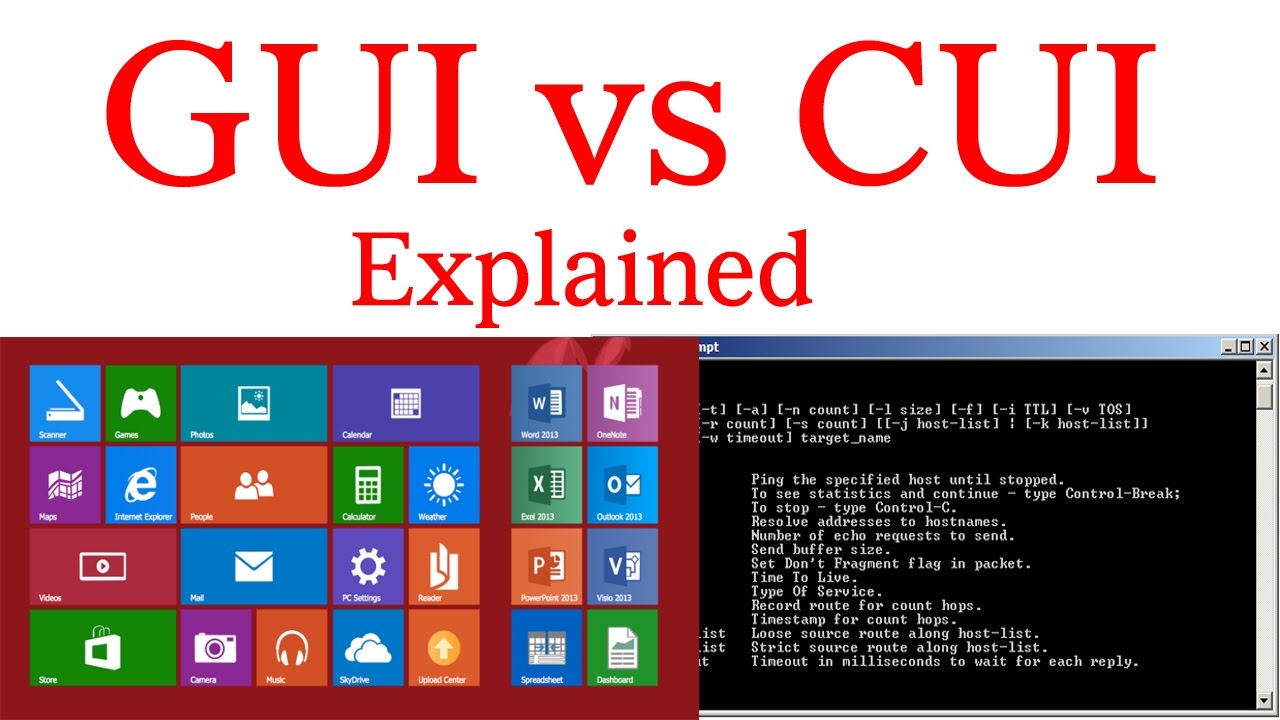 GUI vs CUI
Explained
Scanner
Games
Photos
Calendar
Word 2013
OneNote
Maps
Internet Explorer
People
Calculator
Weather
Exel 2013
Outlook 2013
Videos
Mail
PC Settings
Reader
PowerPoint 2013
Visio 2013
Store
Camera
Music
SkyDrive
Upload Center
Spreadsheet
Dashboard
mpt
[-t] [-a] [-n count] [-l size] [-f] [-i TTL] [-v TOS]
[-r count] [-s count] [[-j host-list] ¦ [-k host-list]]
[-w timeout] target_name
Ping the specified host until stopped.
To see statistics and continue - type Control-Break;
To stop - type Control-C.
Resolve addresses to hostnames.
Number of echo requests to send.
Send buffer size.
Set Don't Fragment flag in packet.
Time To Live.
Type Of Service.
Record route for count hops.
Timestamp for count hops.
list Loose source route along host-list.
list Strict source route along host-list.
ut Timeout in milliseconds to wait for each reply.